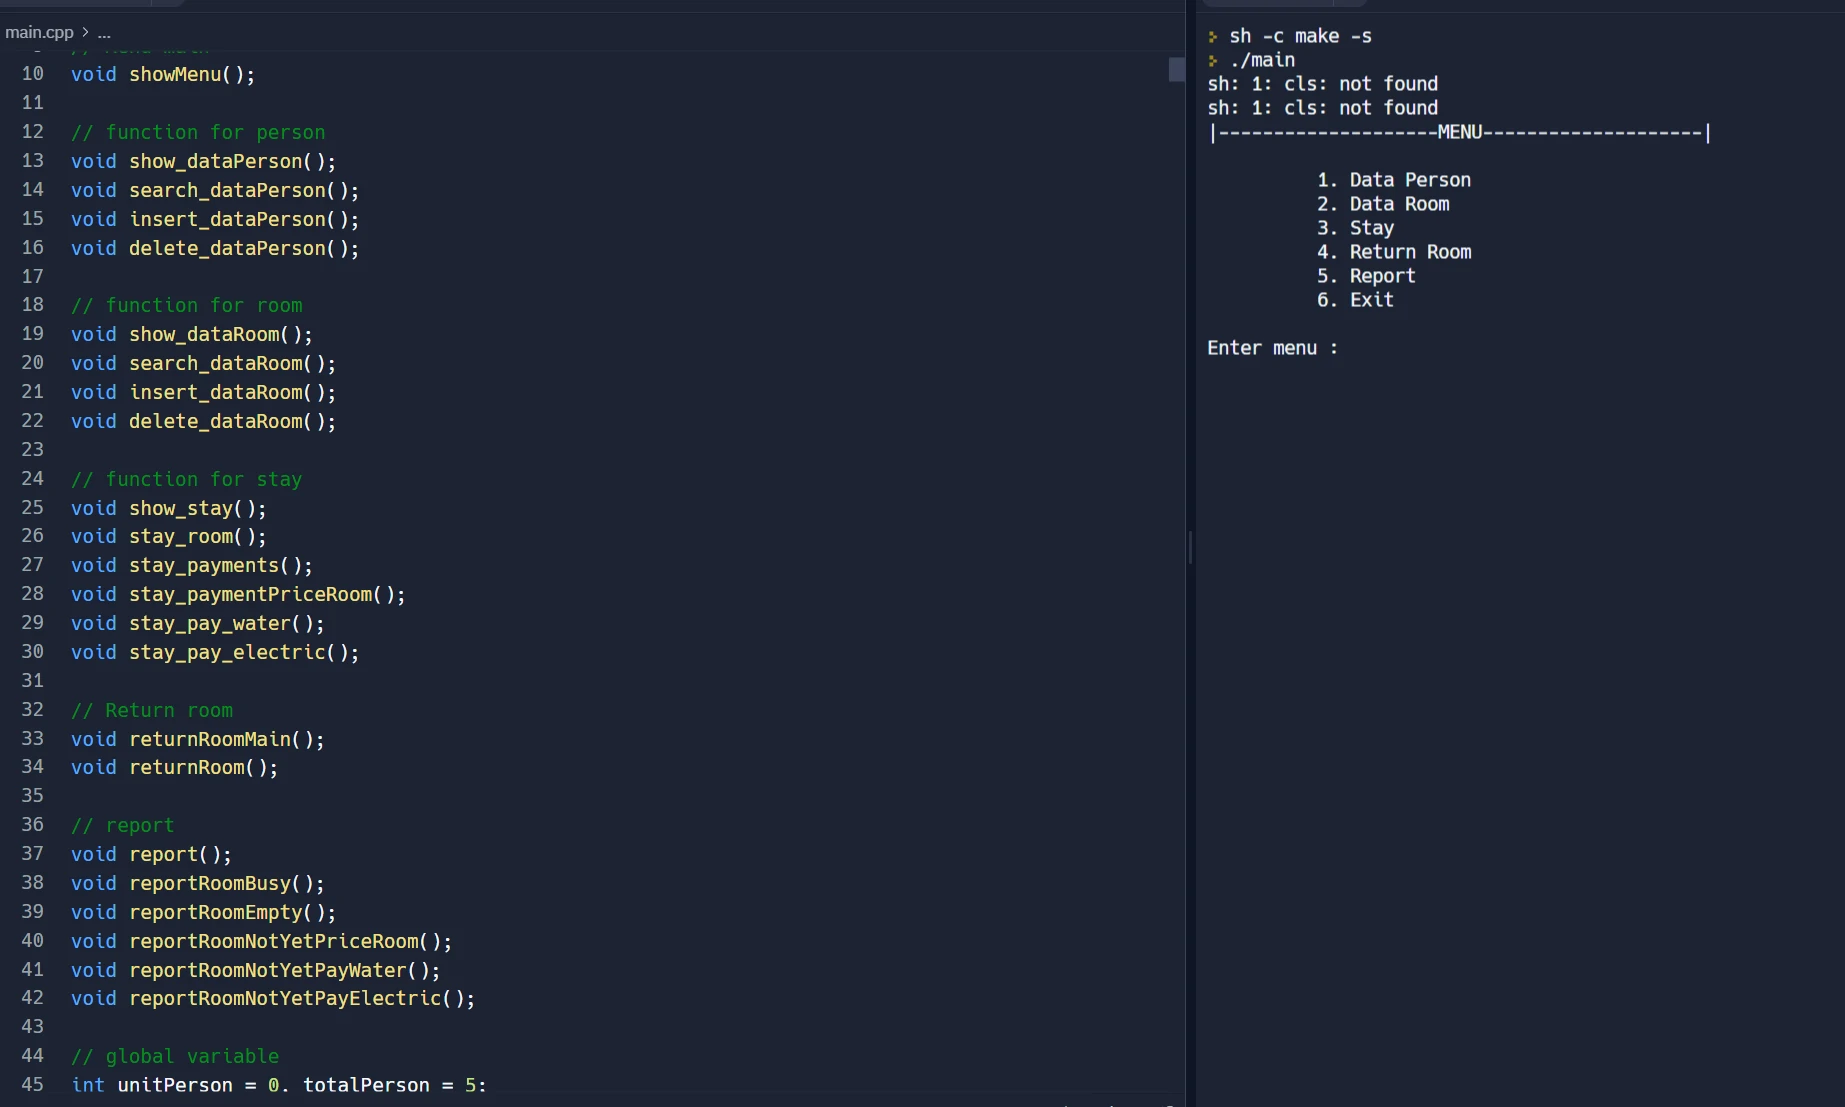 main.cpp > ...
10 void showMenu();
11
12 // function for person
13 void show_dataPerson();
14 void search_dataPerson();
15 void insert_dataPerson();
16 void delete_dataPerson();
17
18 // function for room
19 void show_dataRoom();
20 void search_dataRoom();
21 void insert_dataRoom();
22 void delete_dataRoom();
23
24 // function for stay
25 void show_stay();
26 void stay_room();
27 void stay_payments();
28 void stay_paymentPriceRoom();
29 void stay_pay_water();
30 void stay_pay_electric();
31
32 // Return room
33 void returnRoomMain();
34 void returnRoom();
35
36 // report
37 void report();
38 void reportRoomBusy();
39 void reportRoomEmpty();
40 void reportRoomNotYetPriceRoom();
41 void reportRoomNotYetPayWater();
42 void reportRoomNotYetPayElectric();
43
44 // global variable
45 int unitPerson = 0, totalPerson = 5;
sh -c make -s
./main
sh: 1: cls: not found
sh: 1: cls: not found
|--------------------MENU--------------------|
1. Data Person
2. Data Room
3. Stay
4. Return Room
5. Report
6. Exit
Enter menu :